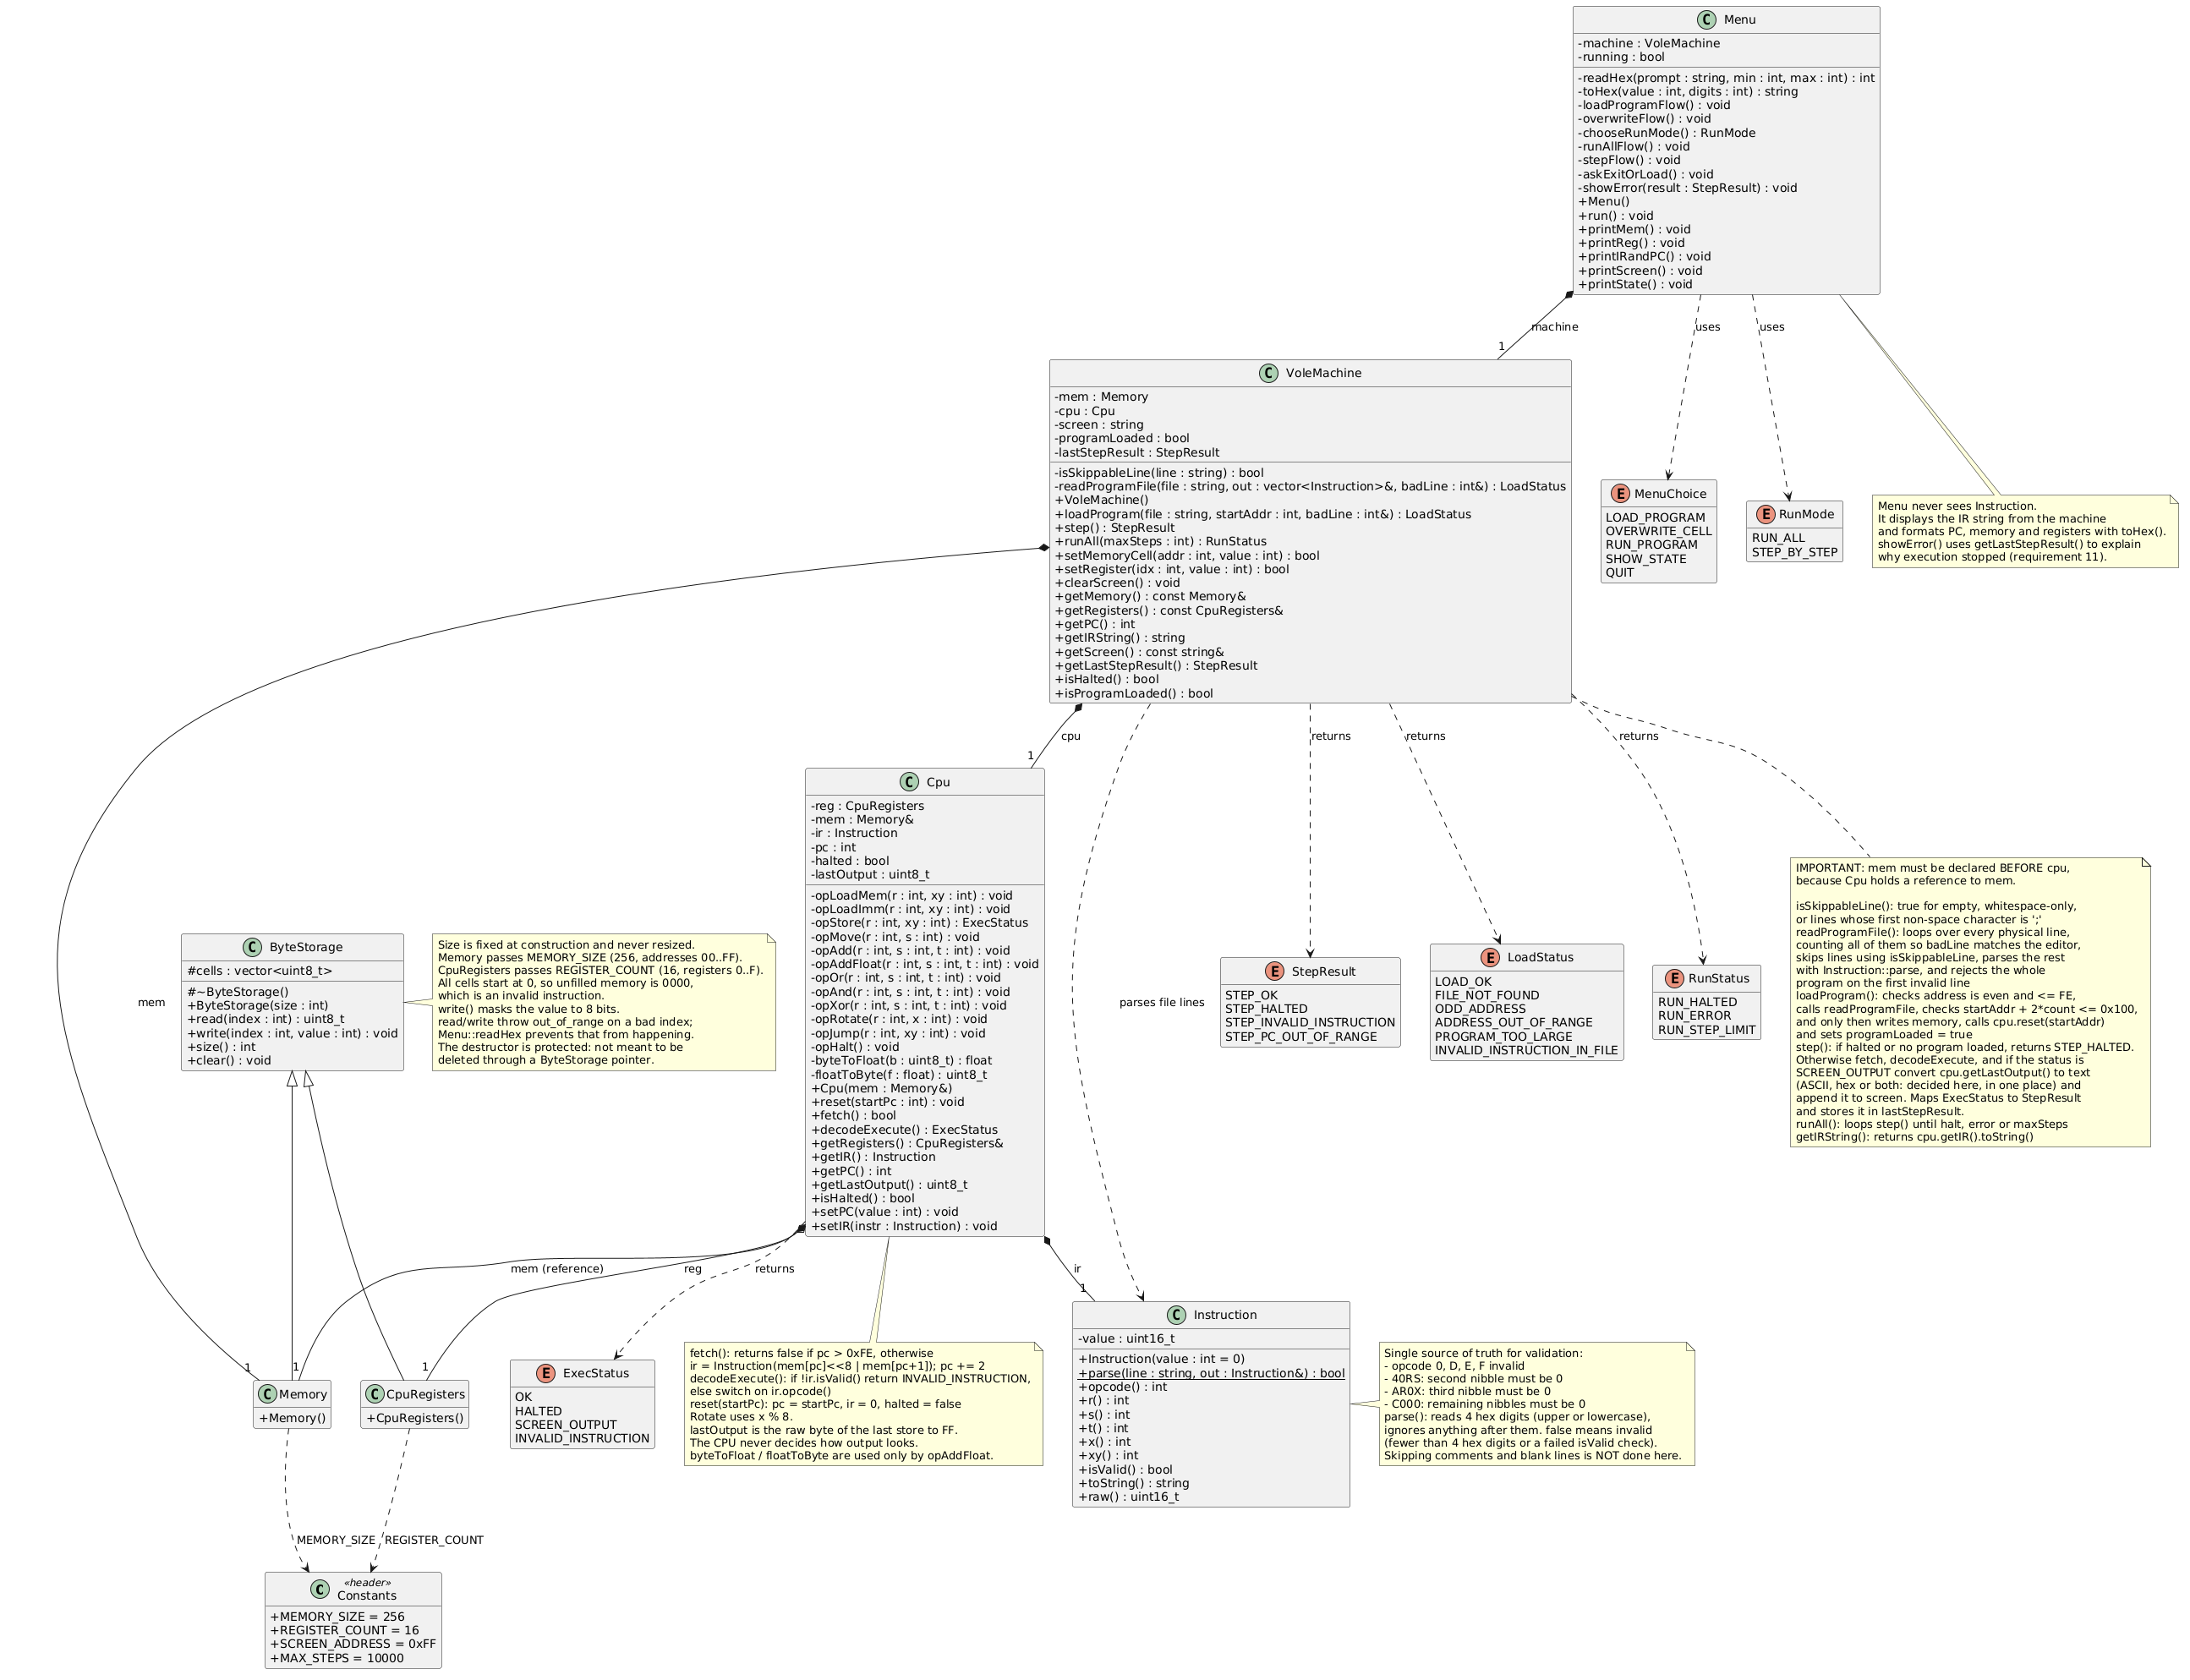 C Menu
-machine : VoleMachine
-running : bool
-readHex(prompt : string, min : int, max : int) : int
-toHex(value : int, digits : int) : string
-loadProgramFlow() : void
-overwriteFlow() : void
-chooseRunMode() : RunMode
-runAllFlow() : void
-stepFlow() : void
-askExitOrLoad() : void
-showError(result : StepResult) : void
+Menu()
+run() : void
+printMem() : void
+printReg() : void
+printIRandPC() : void
+printScreen() : void
+printState() : void
machine
1
uses
uses
C VoleMachine
-mem : Memory
-cpu : Cpu
-screen : string
-programLoaded : bool
-lastStepResult : StepResult
-isSkippableLine(line : string) : bool
-readProgramFile(file : string, out : vector<Instruction>&, badLine : int&) : LoadStatus
+VoleMachine()
+loadProgram(file : string, startAddr : int, badLine : int&) : LoadStatus
+step() : StepResult
+runAll(maxSteps : int) : RunStatus
+setMemoryCell(addr : int, value : int) : bool
+setRegister(idx : int, value : int) : bool
+clearScreen() : void
+getMemory() : const Memory&
+getRegisters() : const CpuRegisters&
+getPC() : int
+getIRString() : string
+getScreen() : const string&
+getLastStepResult() : StepResult
+isHalted() : bool
+isProgramLoaded() : bool
E MenuChoice
LOAD_PROGRAM
OVERWRITE_CELL
RUN_PROGRAM
SHOW_STATE
QUIT
E RunMode
RUN_ALL
STEP_BY_STEP
Menu never sees Instruction.
It displays the IR string from the machine
and formats PC, memory and registers with toHex().
showError() uses getLastStepResult() to explain
why execution stopped (requirement 11).
cpu
1
returns
returns
returns
C Cpu
-reg : CpuRegisters
-mem : Memory&
-ir : Instruction
-pc : int
-halted : bool
-lastOutput : uint8_t
-opLoadMem(r : int, xy : int) : void
-opLoadImm(r : int, xy : int) : void
-opStore(r : int, xy : int) : ExecStatus
-opMove(r : int, s : int) : void
-opAdd(r : int, s : int, t : int) : void
-opAddFloat(r : int, s : int, t : int) : void
-opOr(r : int, s : int, t : int) : void
-opAnd(r : int, s : int, t : int) : void
-opXor(r : int, s : int, t : int) : void
-opRotate(r : int, x : int) : void
-opJump(r : int, xy : int) : void
-opHalt() : void
-byteToFloat(b : uint8_t) : float
-floatToByte(f : float) : uint8_t
+Cpu(mem : Memory&)
+reset(startPc : int) : void
+fetch() : bool
+decodeExecute() : ExecStatus
+getRegisters() : CpuRegisters&
+getIR() : Instruction
+getPC() : int
+getLastOutput() : uint8_t
+isHalted() : bool
+setPC(value : int) : void
+setIR(instr : Instruction) : void
IMPORTANT: mem must be declared BEFORE cpu,
because Cpu holds a reference to mem.
isSkippableLine(): true for empty, whitespace-only,
or lines whose first non-space character is ';'
readProgramFile(): loops over every physical line,
counting all of them so badLine matches the editor,
skips lines using isSkippableLine, parses the rest
with Instruction::parse, and rejects the whole
program on the first invalid line
loadProgram(): checks address is even and <= FE,
calls readProgramFile, checks startAddr + 2*count <= 0x100,
and only then writes memory, calls cpu.reset(startAddr)
and sets programLoaded = true
step(): if halted or no program loaded, returns STEP_HALTED.
Otherwise fetch, decodeExecute, and if the status is
SCREEN_OUTPUT convert cpu.getLastOutput() to text
(ASCII, hex or both: decided here, in one place) and
append it to screen. Maps ExecStatus to StepResult
and stores it in lastStepResult.
runAll(): loops step() until halt, error or maxSteps
getIRString(): returns cpu.getIR().toString()
C ByteStorage
#cells : vector<uint8_t>
#~ByteStorage()
+ByteStorage(size : int)
+read(index : int) : uint8_t
+write(index : int, value : int) : void
+size() : int
+clear() : void
Size is fixed at construction and never resized.
Memory passes MEMORY_SIZE (256, addresses 00..FF).
CpuRegisters passes REGISTER_COUNT (16, registers 0..F).
All cells start at 0, so unfilled memory is 0000,
which is an invalid instruction.
write() masks the value to 8 bits.
read/write throw out_of_range on a bad index;
Menu::readHex prevents that from happening.
The destructor is protected: not meant to be
deleted through a ByteStorage pointer.
mem
parses file lines
E StepResult
STEP_OK
STEP_HALTED
STEP_INVALID_INSTRUCTION
STEP_PC_OUT_OF_RANGE
E LoadStatus
LOAD_OK
FILE_NOT_FOUND
ODD_ADDRESS
ADDRESS_OUT_OF_RANGE
PROGRAM_TOO_LARGE
INVALID_INSTRUCTION_IN_FILE
E RunStatus
RUN_HALTED
RUN_ERROR
RUN_STEP_LIMIT
mem (reference)
reg
returns
ir
1
1
1
1
C Memory
+Memory()
C CpuRegisters
+CpuRegisters()
E ExecStatus
OK
HALTED
SCREEN_OUTPUT
INVALID_INSTRUCTION
fetch(): returns false if pc > 0xFE, otherwise
ir = Instruction(mem[pc]<<8 | mem[pc+1]); pc += 2
decodeExecute(): if !ir.isValid() return INVALID_INSTRUCTION,
else switch on ir.opcode()
reset(startPc): pc = startPc, ir = 0, halted = false
Rotate uses x % 8.
lastOutput is the raw byte of the last store to FF.
The CPU never decides how output looks.
byteToFloat / floatToByte are used only by opAddFloat.
C Instruction
-value : uint16_t
+Instruction(value : int = 0)
+parse(line : string, out : Instruction&) : bool
+opcode() : int
+r() : int
+s() : int
+t() : int
+x() : int
+xy() : int
+isValid() : bool
+toString() : string
+raw() : uint16_t
Single source of truth for validation:
- opcode 0, D, E, F invalid
- 40RS: second nibble must be 0
- AR0X: third nibble must be 0
- C000: remaining nibbles must be 0
parse(): reads 4 hex digits (upper or lowercase),
ignores anything after them. false means invalid
(fewer than 4 hex digits or a failed isValid check).
Skipping comments and blank lines is NOT done here.
MEMORY_SIZE
REGISTER_COUNT
C «header»
Constants
+MEMORY_SIZE = 256
+REGISTER_COUNT = 16
+SCREEN_ADDRESS = 0xFF
+MAX_STEPS = 10000